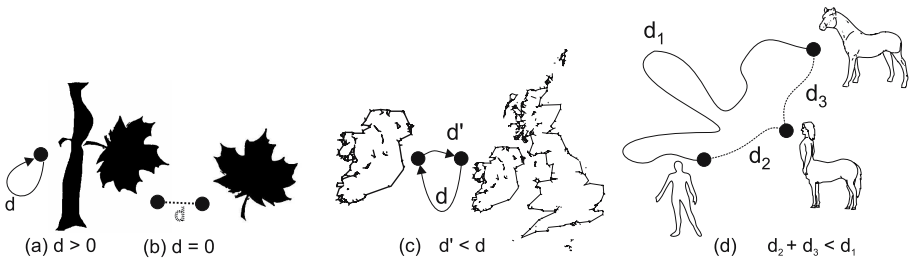 d
(a) d > 0
d
(b) d = 0
d'
d
(c) d' < d
d₁
d₃
d₂
(d) d₂ + d₃ < d₁